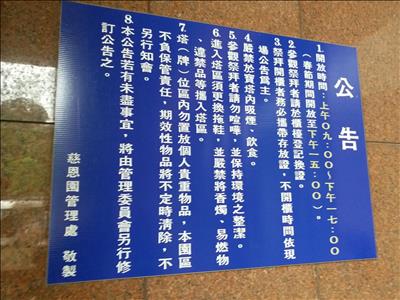 公告
1.開放時間：上午〇九：〇〇～下午一七：〇〇
（春節期間開放至下午一五：〇〇）。
2.參觀祭拜者請於櫃檯登記換證。
3.祭拜開櫃者務必攜帶存放證，不開櫃時間依現
場公告為主。
4.嚴禁於寶塔內吸煙、飲食。
5.參觀祭拜者請勿喧嘩，並保持環境之整潔。
6.進入塔區須更換拖鞋，並嚴禁將香燭、易燃物
、違禁品等攜入塔區。
7.塔（牌）位區內勿置放個人貴重物品，本園區
不負保管責任，期效性物品將不定時清除，不
另行知會。
8.本公告若有未盡事宜，將由管理委員會另行修
訂公告之。
慈恩園管理處 敬製